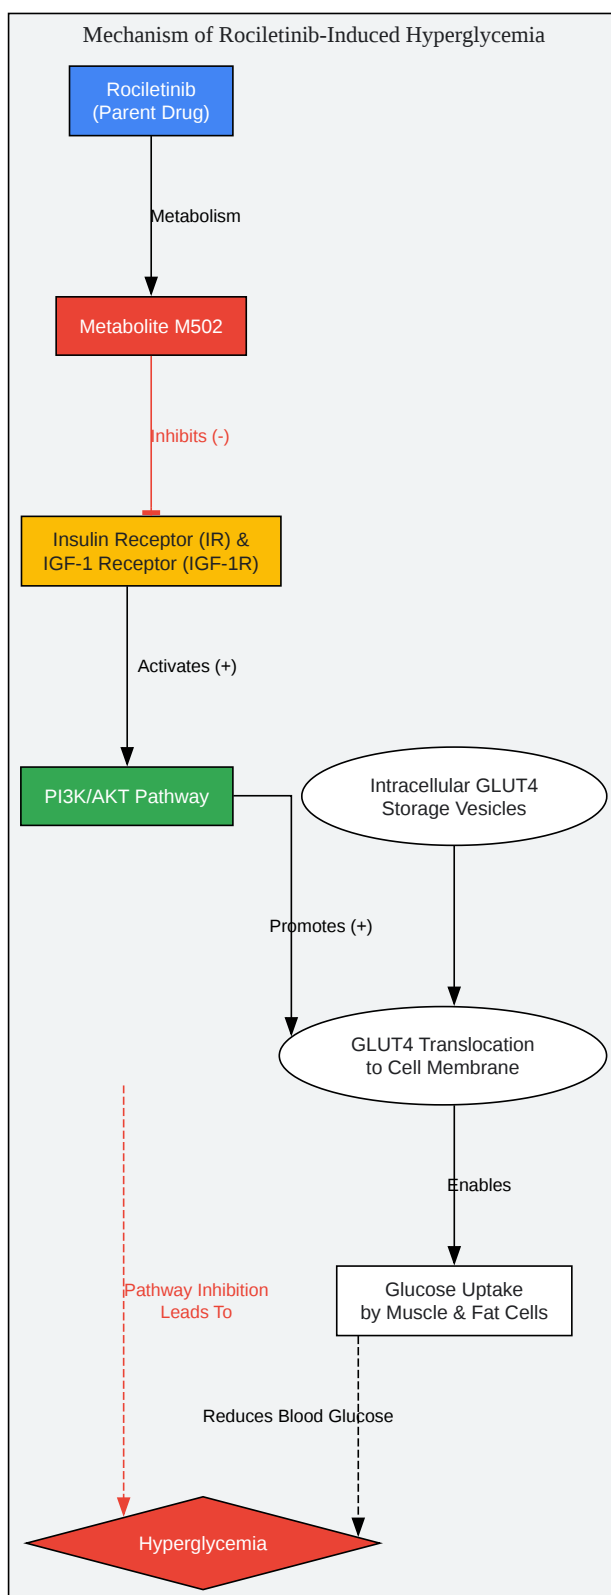 Mechanism of Rociletinib-Induced Hyperglycemia
Rociletinib
(Parent Drug)
Metabolism
Metabolite M502
Inhibits (-)
Insulin Receptor (IR) &
IGF-1 Receptor (IGF-1R)
Activates (+)
PI3K/AKT Pathway
Intracellular GLUT4
Storage Vesicles
Promotes (+)
GLUT4 Translocation
to Cell Membrane
Enables
Pathway Inhibition
Leads To
Glucose Uptake
by Muscle & Fat Cells
Reduces Blood Glucose
Hyperglycemia